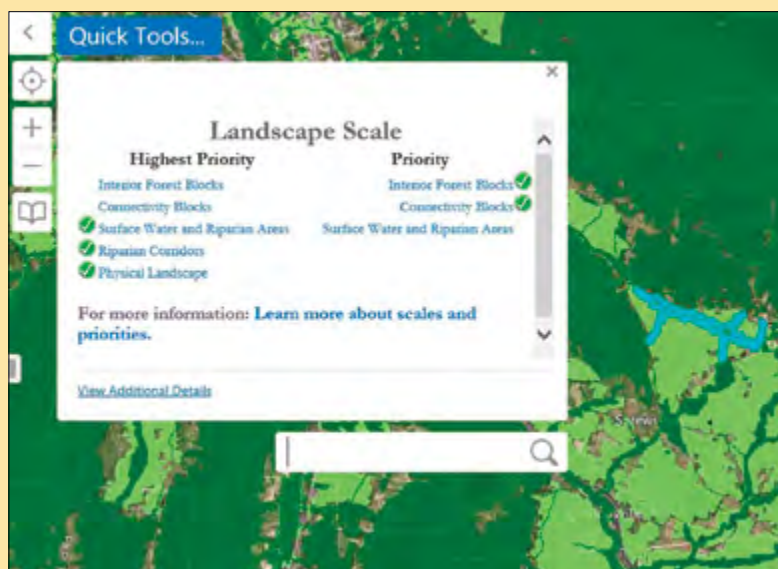 Quick Tools...
Landscape Scale
Highest Priority
Priority
Interior Forest Blocks
Interior Forest Blocks
Connectivity Blocks
Connectivity Blocks
Surface Water and Riparian Areas
Surface Water and Riparian Areas
Riparian Corridors
Physical Landscape
For more information: Learn more about scales and
priorities.
View Additional Details